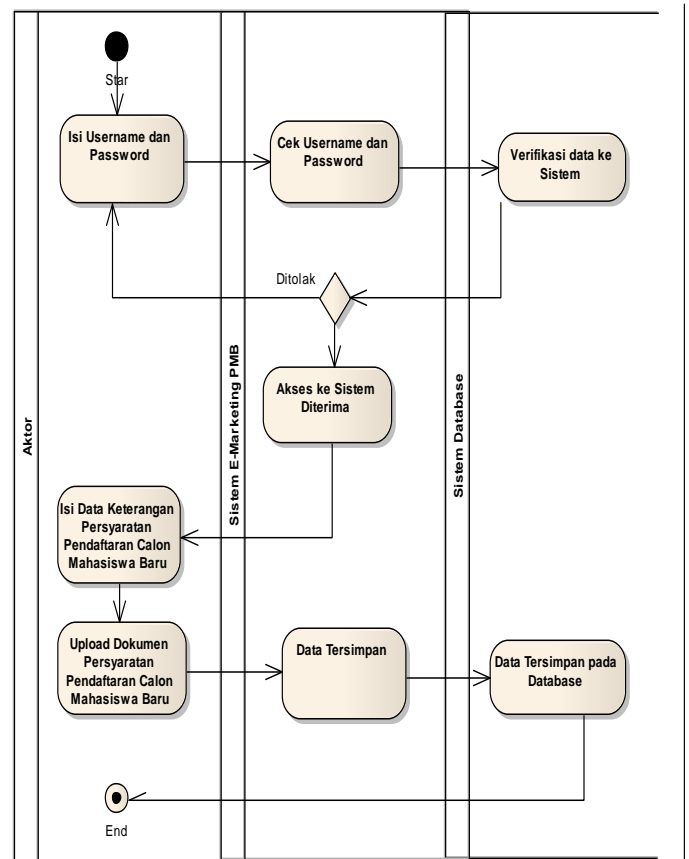 Star
Isi Username dan
Password
Cek Username dan
Password
Verifikasi data ke
Sistem
Ditolak
Akses ke Sistem
Diterima
Aktor
Sistem E-Marketing PMB
Sistem Database
Isi Data Keterangan
Persyaratan
Pendaftaran Calon
Mahasiswa Baru
Upload Dokumen
Persyaratan
Pendaftaran Calon
Mahasiswa Baru
Data Tersimpan
Data Tersimpan pada
Database
End